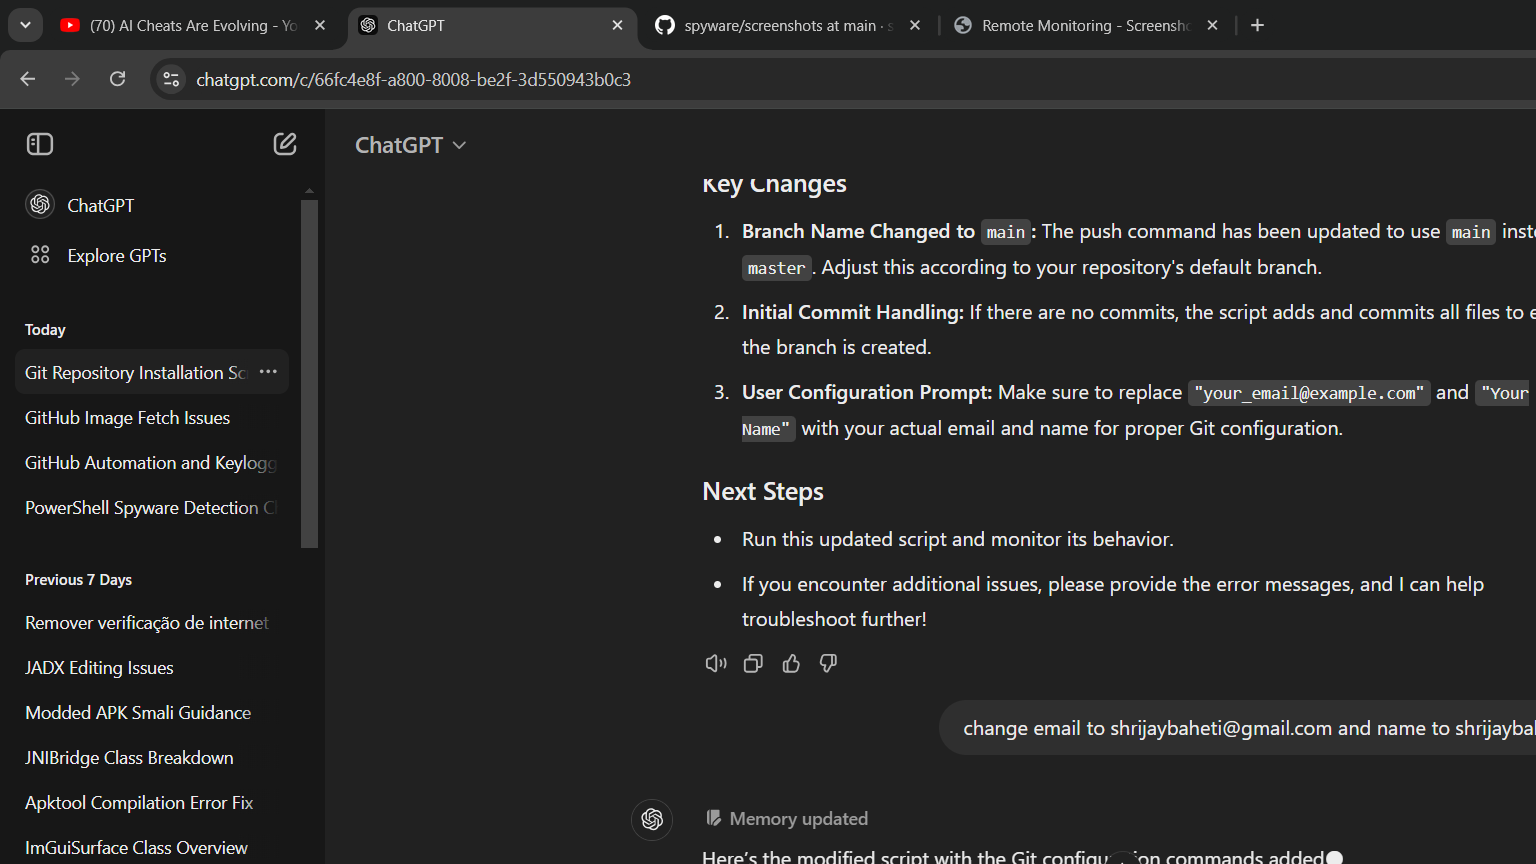 (70) AI Cheats Are Evolving - Yo
ChatGPT
spyware/screenshots at main · s
Remote Monitoring - Screensho
chatgpt.com/c/66fc4e8f-a800-8008-be2f-3d550943b0c3
ChatGPT
ChatGPT
Explore GPTs
Today
Git Repository Installation Sc
GitHub Image Fetch Issues
GitHub Automation and Keylogg
PowerShell Spyware Detection C
Previous 7 Days
Remover verificação de internet
JADX Editing Issues
Modded APK Smali Guidance
JNIBridge Class Breakdown
Apktool Compilation Error Fix
ImGuiSurface Class Overview
Key Changes
1. Branch Name Changed to main: The push command has been updated to use main inste
master. Adjust this according to your repository's default branch.
2. Initial Commit Handling: If there are no commits, the script adds and commits all files to e
the branch is created.
3. User Configuration Prompt: Make sure to replace "your_email@example.com" and "Your
Name" with your actual email and name for proper Git configuration.
Next Steps
• Run this updated script and monitor its behavior.
• If you encounter additional issues, please provide the error messages, and I can help
troubleshoot further!
change email to shrijaybaheti@gmail.com and name to shrijaybah
Memory updated
Here's the modified script with the Git configuration commands added